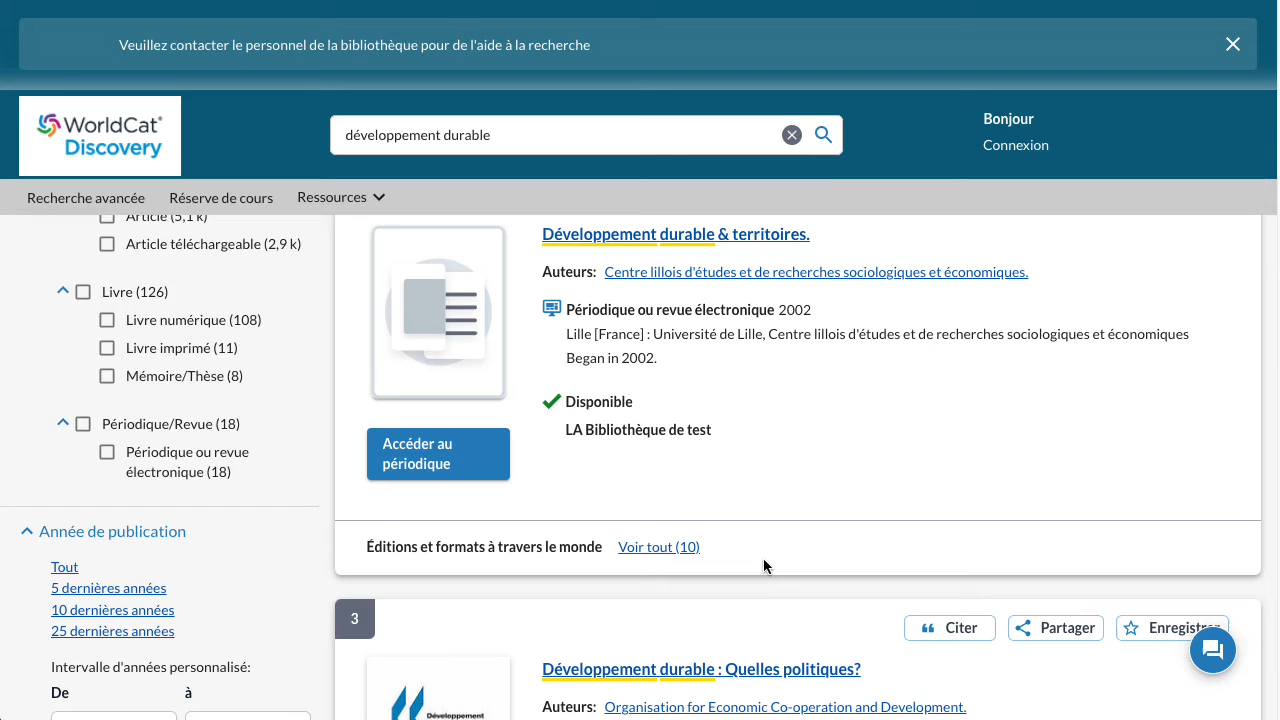 Veuillez contacter le personnel de la bibliothèque pour de l'aide à la recherche
WorldCat®
Discovery™
développement durable
Bonjour
Connexion
Recherche avancée
Réserve de cours
Ressources
Article (5,1 k)
Article téléchargeable (2,9 k)
Livre (126)
Livre numérique (108)
Livre imprimé (11)
Mémoire/Thèse (8)
Périodique/Revue (18)
Périodique ou revue
électronique (18)
Année de publication
Tout
5 dernières années
10 dernières années
25 dernières années
Intervalle d'années personnalisé:
De à
Développement durable & territoires.
Auteurs: Centre lillois d'études et de recherches sociologiques et économiques.
Périodique ou revue électronique 2002
Lille [France] : Université de Lille, Centre lillois d'études et de recherches sociologiques et économiques
Began in 2002.
Disponible
LA Bibliothèque de test
Accéder au
périodique
Éditions et formats à travers le monde Voir tout (10)
3
Citer
Partager
Enregistrer
Développement durable : Quelles politiques?
Auteurs: Organisation for Economic Co-operation and Development.
Développement